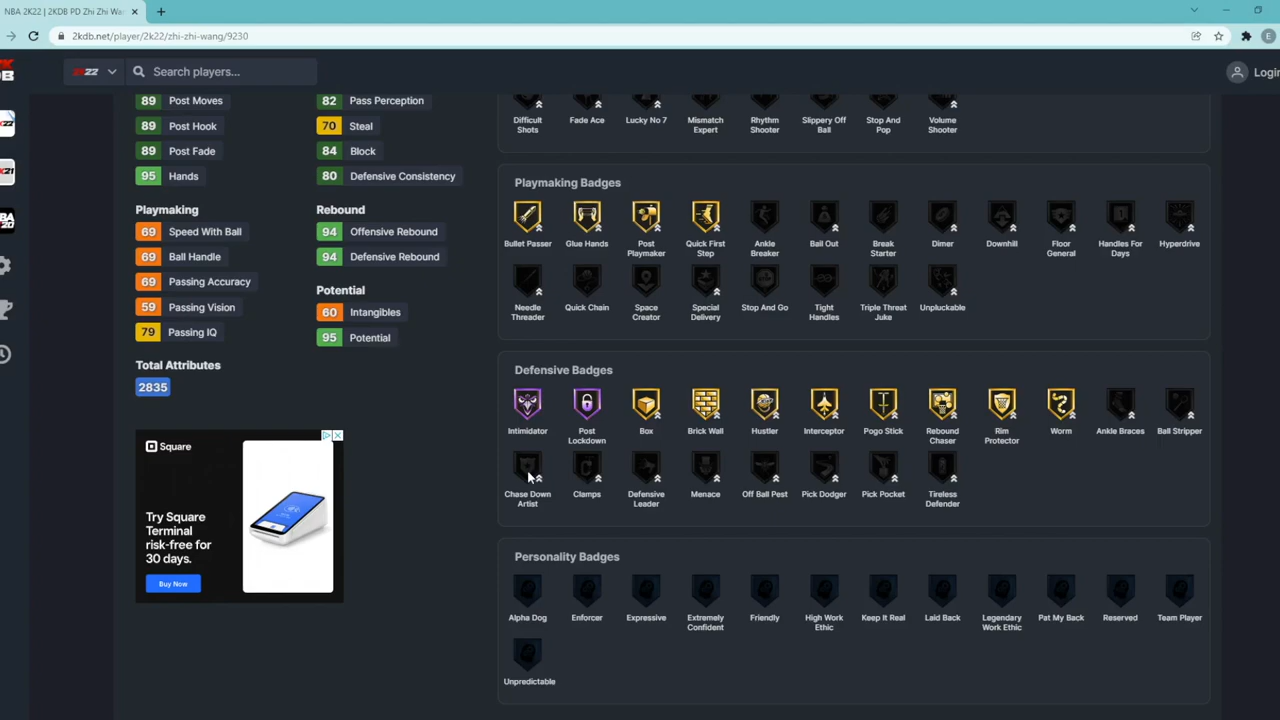 NBA 2K22 | 2KDB PD Zhi Zhi Wa
2kdb.net/player/2k22/zhi-zhi-wang/9230
E
2K22
Search players...
Login
89 Post Moves
89 Post Hook
89 Post Fade
95 Hands
82 Pass Perception
70 Steal
84 Block
80 Defensive Consistency
Playmaking
69 Speed With Ball
69 Ball Handle
69 Passing Accuracy
59 Passing Vision
79 Passing IQ
Rebound
94 Offensive Rebound
94 Defensive Rebound
Potential
60 Intangibles
95 Potential
Total Attributes
2835
Square
Try Square
Terminal
risk-free for
30 days.
Buy Now
Difficult Shots
Fade Ace
Lucky No 7
Mismatch Expert
Rhythm Shooter
Slippery Off Ball
Stop And Pop
Volume Shooter
Playmaking Badges
Bullet Passer
Glue Hands
Post Playmaker
Quick First Step
Ankle Breaker
Bail Out
Break Starter
Dimer
Downhill
Floor General
Handles For Days
Hyperdrive
Needle Threader
Quick Chain
Space Creator
Special Delivery
Stop And Go
Tight Handles
Triple Threat Juke
Unpluckable
Defensive Badges
Intimidator
Post Lockdown
Box
Brick Wall
Hustler
Interceptor
Pogo Stick
Rebound Chaser
Rim Protector
Worm
Ankle Braces
Ball Stripper
Chase Down Artist
Clamps
Defensive Leader
Menace
Off Ball Pest
Pick Dodger
Pick Pocket
Tireless Defender
Personality Badges
Alpha Dog
Enforcer
Expressive
Extremely Confident
Friendly
High Work Ethic
Keep It Real
Laid Back
Legendary Work Ethic
Pat My Back
Reserved
Team Player
Unpredictable